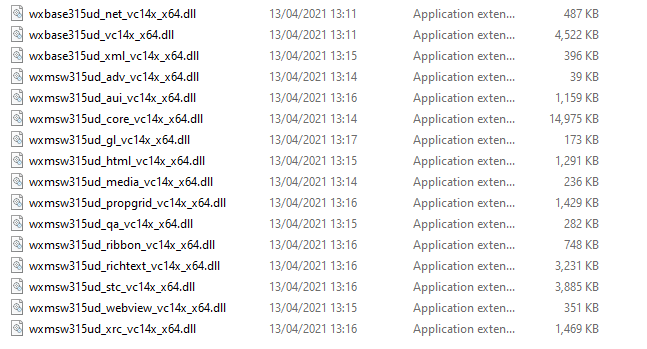 wxbase315ud_net_vc14x_x64.dll 13/04/2021 13:11 Application exten... 487 KB
wxbase315ud_vc14x_x64.dll 13/04/2021 13:11 Application exten... 4,522 KB
wxbase315ud_xml_vc14x_x64.dll 13/04/2021 13:15 Application exten... 396 KB
wxmsw315ud_adv_vc14x_x64.dll 13/04/2021 13:14 Application exten... 39 KB
wxmsw315ud_aui_vc14x_x64.dll 13/04/2021 13:16 Application exten... 1,159 KB
wxmsw315ud_core_vc14x_x64.dll 13/04/2021 13:14 Application exten... 14,975 KB
wxmsw315ud_gl_vc14x_x64.dll 13/04/2021 13:17 Application exten... 173 KB
wxmsw315ud_html_vc14x_x64.dll 13/04/2021 13:15 Application exten... 1,291 KB
wxmsw315ud_media_vc14x_x64.dll 13/04/2021 13:14 Application exten... 236 KB
wxmsw315ud_propgrid_vc14x_x64.dll 13/04/2021 13:16 Application exten... 1,429 KB
wxmsw315ud_qa_vc14x_x64.dll 13/04/2021 13:15 Application exten... 282 KB
wxmsw315ud_ribbon_vc14x_x64.dll 13/04/2021 13:16 Application exten... 748 KB
wxmsw315ud_richtext_vc14x_x64.dll 13/04/2021 13:16 Application exten... 3,231 KB
wxmsw315ud_stc_vc14x_x64.dll 13/04/2021 13:16 Application exten... 3,885 KB
wxmsw315ud_webview_vc14x_x64.dll 13/04/2021 13:15 Application exten... 351 KB
wxmsw315ud_xrc_vc14x_x64.dll 13/04/2021 13:16 Application exten... 1,469 KB